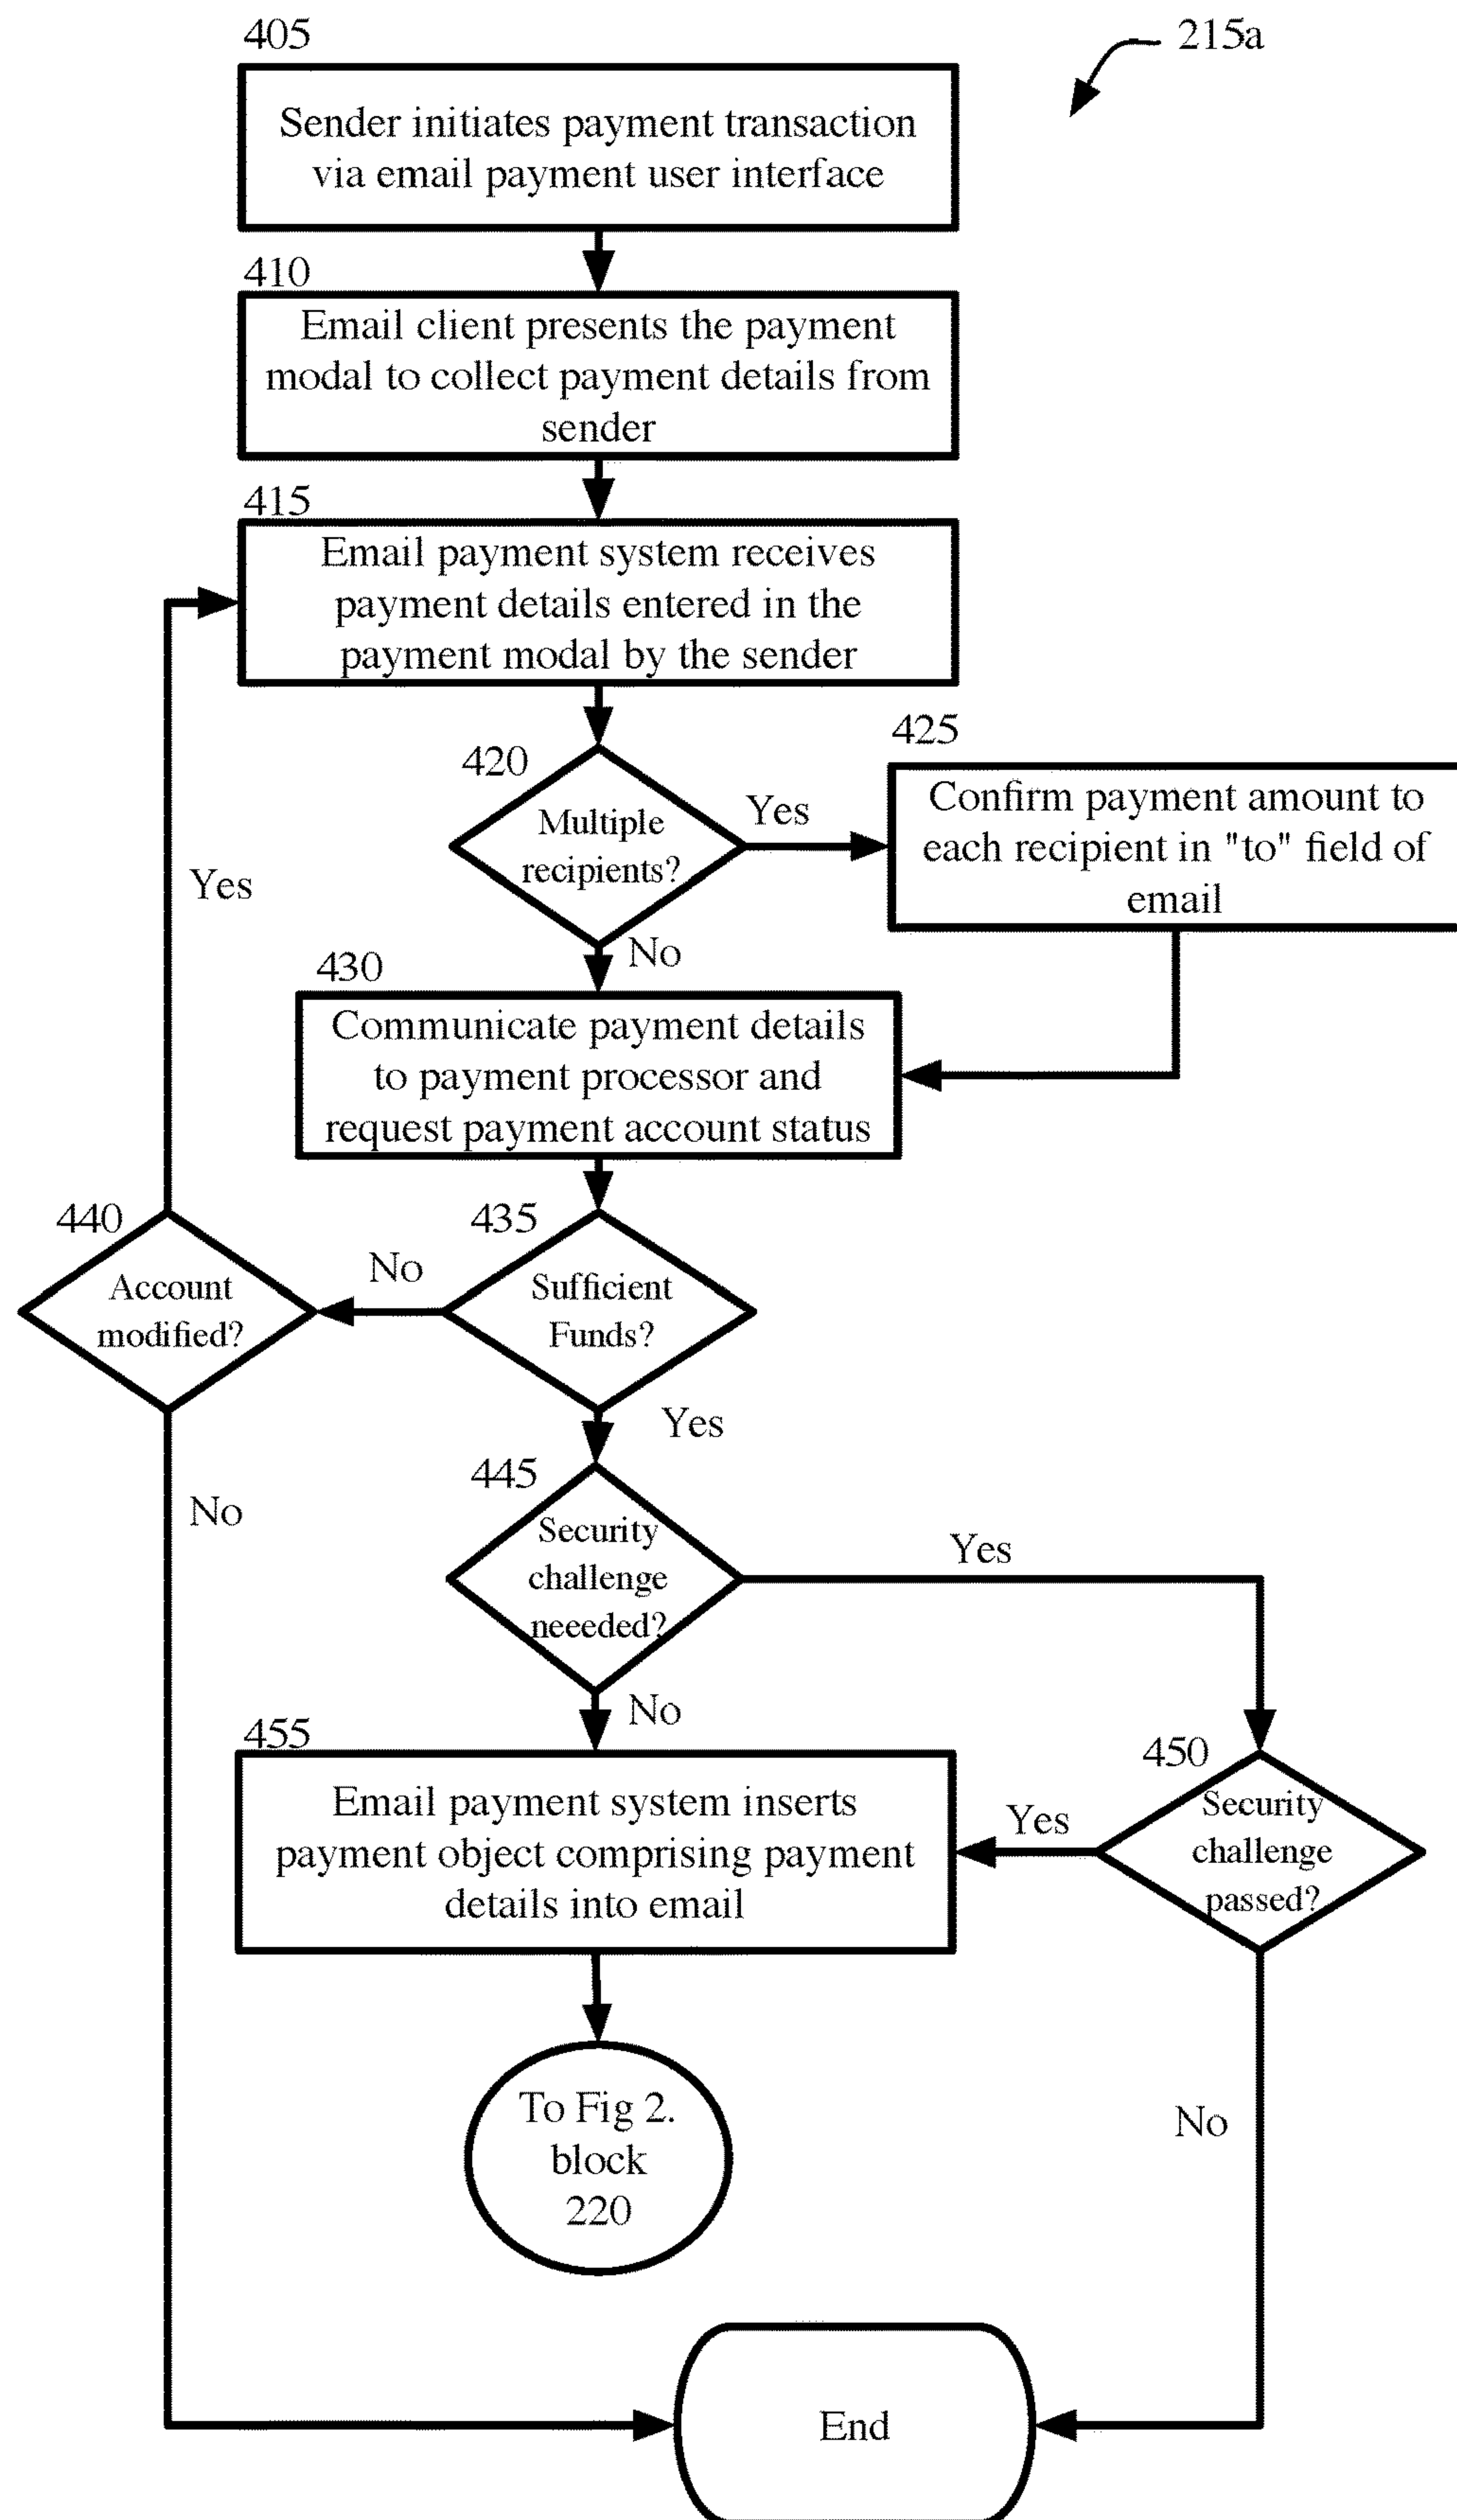 405
215a
Sender initiates payment transaction
via email payment user interface
410
Email client presents the payment
modal to collect payment details from
sender
415
Email payment system receives
payment details entered in the
payment modal by the sender
420
Multiple
recipients?
Yes
425
Confirm payment amount to
each recipient in "to" field of
email
Yes
No
430
Communicate payment details
to payment processor and
request payment account status
440
Account
modified?
No
435
Sufficient
Funds?
Yes
No
445
Security
challenge
neeeded?
Yes
No
455
Email payment system inserts
payment object comprising payment
details into email
Yes
450
Security
challenge
passed?
To Fig 2.
block
220
No
End